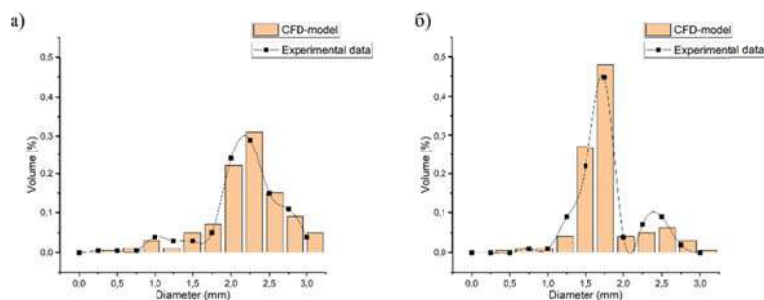 а)
CFD-model
Experimental data
0,5
0,4
0,3
0,2
0,1
0,0
Volume (%)
0,0 0,5 1,0 1,5 2,0 2,5 3,0
Diameter (mm)
б)
CFD-model
Experimental data
0,5
0,4
0,3
0,2
0,1
0,0
Volume (%)
0,0 0,5 1,0 1,5 2,0 2,5 3,0
Diameter (mm)